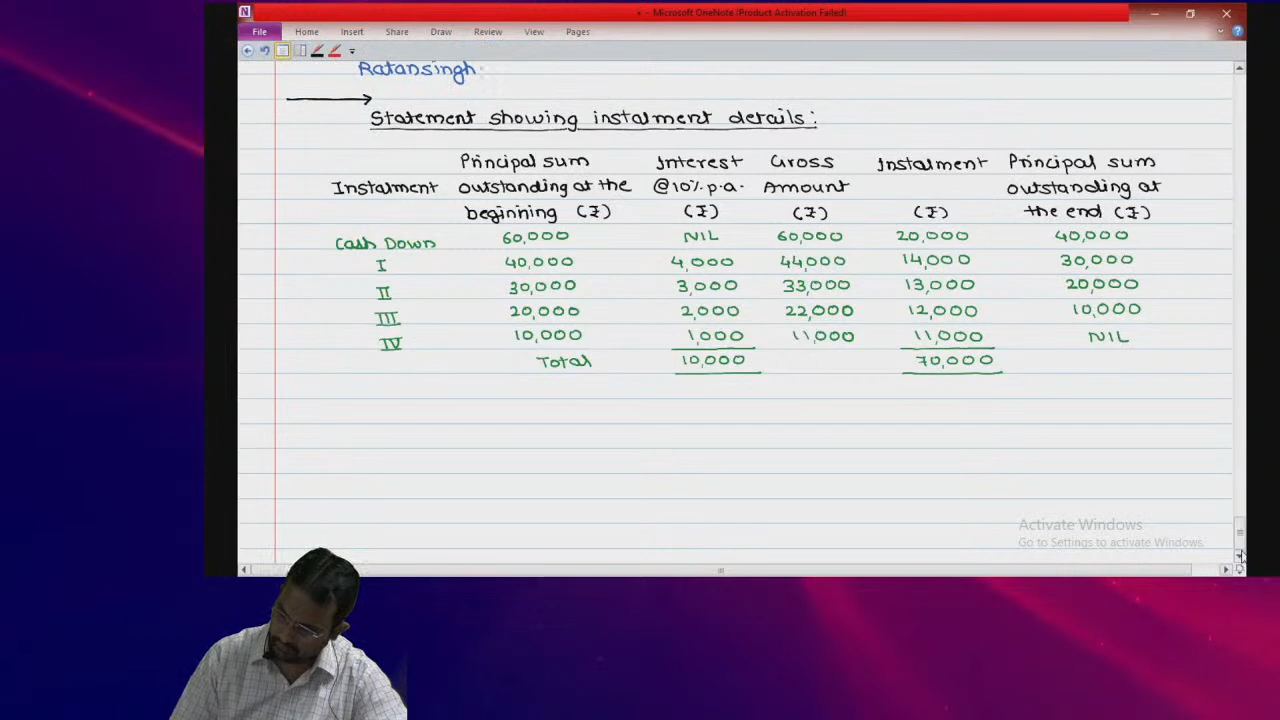 Microsoft OneNote (Product Activation Failed)
File Home Insert Share Draw Review View Pages
Ratansingh
Statement showing instalment details:
Instalment Principal sum outstanding at the beginning (₹) Interest @10% p.a. (₹) Gross Amount (₹) Instalment (₹) Principal sum outstanding at the end (₹)
Cash Down 60,000 NIL 60,000 20,000 40,000
I 40,000 4,000 44,000 14,000 30,000
II 30,000 3,000 33,000 13,000 20,000
III 20,000 2,000 22,000 12,000 10,000
IV 10,000 1,000 11,000 11,000 NIL
Total 10,000 70,000
Activate Windows
Go to Settings to activate Windows.